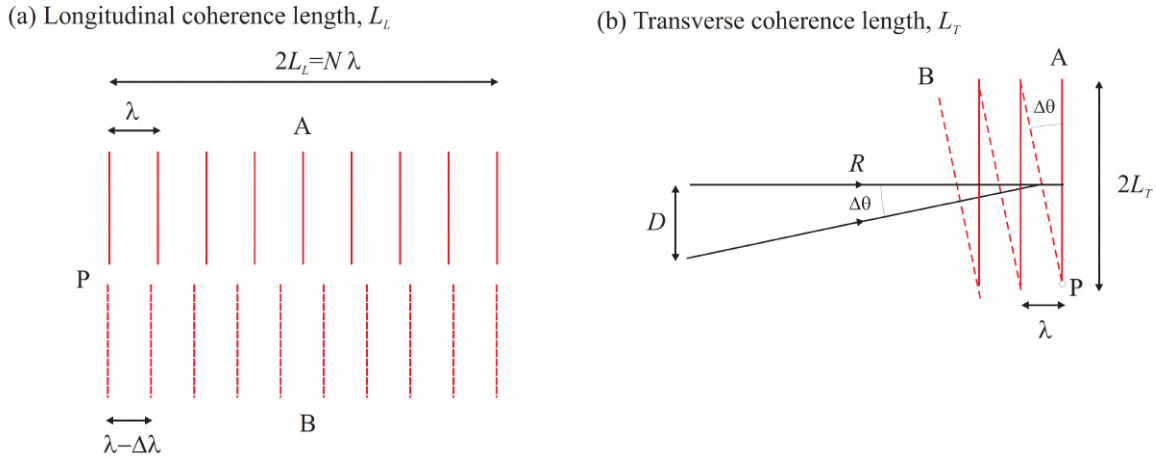 (a) Longitudinal coherence length, L_L
2L_L=N λ
λ
A
P
B
λ−Δλ
(b) Transverse coherence length, L_T
A
B
Δθ
R
Δθ
D
2L_T
P
λ